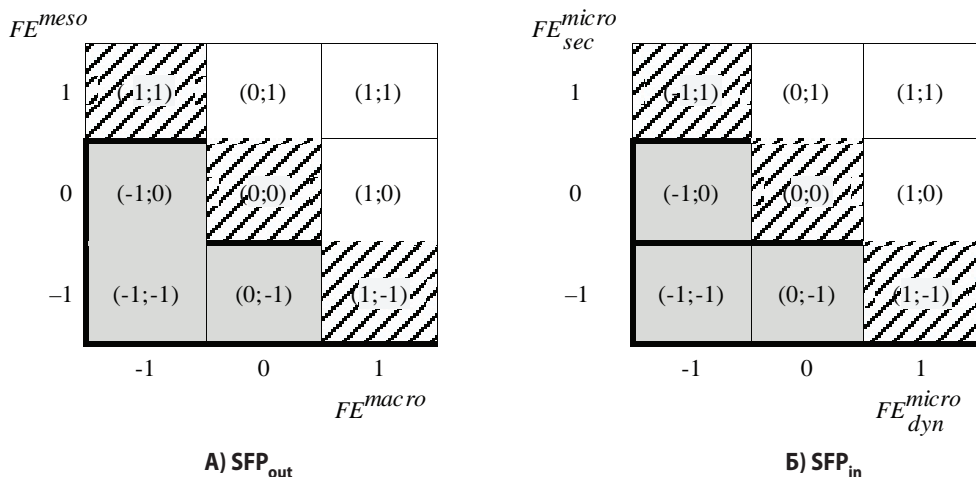 FE^meso FE^micro_sec
1 (-1;1) (0;1) (1;1) 1 (-1;1) (0;1) (1;1)
0 (-1;0) (0;0) (1;0) 0 (-1;0) (0;0) (1;0)
–1 (-1;-1) (0;-1) (1;-1) –1 (-1;-1) (0;-1) (1;-1)
-1 0 1 -1 0 1
FE^macro FE^micro_dyn
А) SFP_out Б) SFP_in